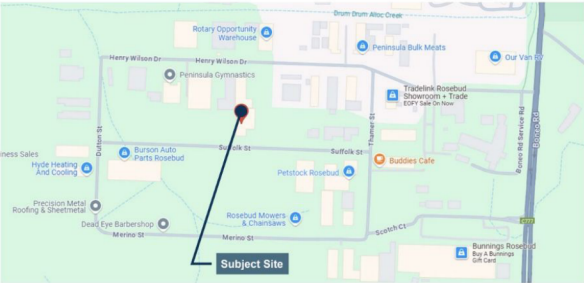 Drum Drum Alloc Creek
Rotary Opportunity
Warehouse
Peninsula Bulk Meats
Our Van RV
Henry Wilson Dr
Henry Wilson Dr
Peninsula Gymnastics
Tradelink Rosebud
Showroom + Trade
EOFY Sale On Now
Thamer St
Boneo Rd Service Rd
Boneo Rd
Dutton St
iness Sales
Burson Auto
Parts Rosebud
Suffolk St
Suffolk St
Buddies Cafe
Hyde Heating
And Cooling
Petstock Rosebud
Precision Metal
Roofing & Sheetmetal
Rosebud Mowers
& Chainsaws
Dead Eye Barbershop
Merino St
Merino St
Scotch Ct
C777
Bunnings Rosebud
Buy A Bunnings
Gift Card
Subject Site